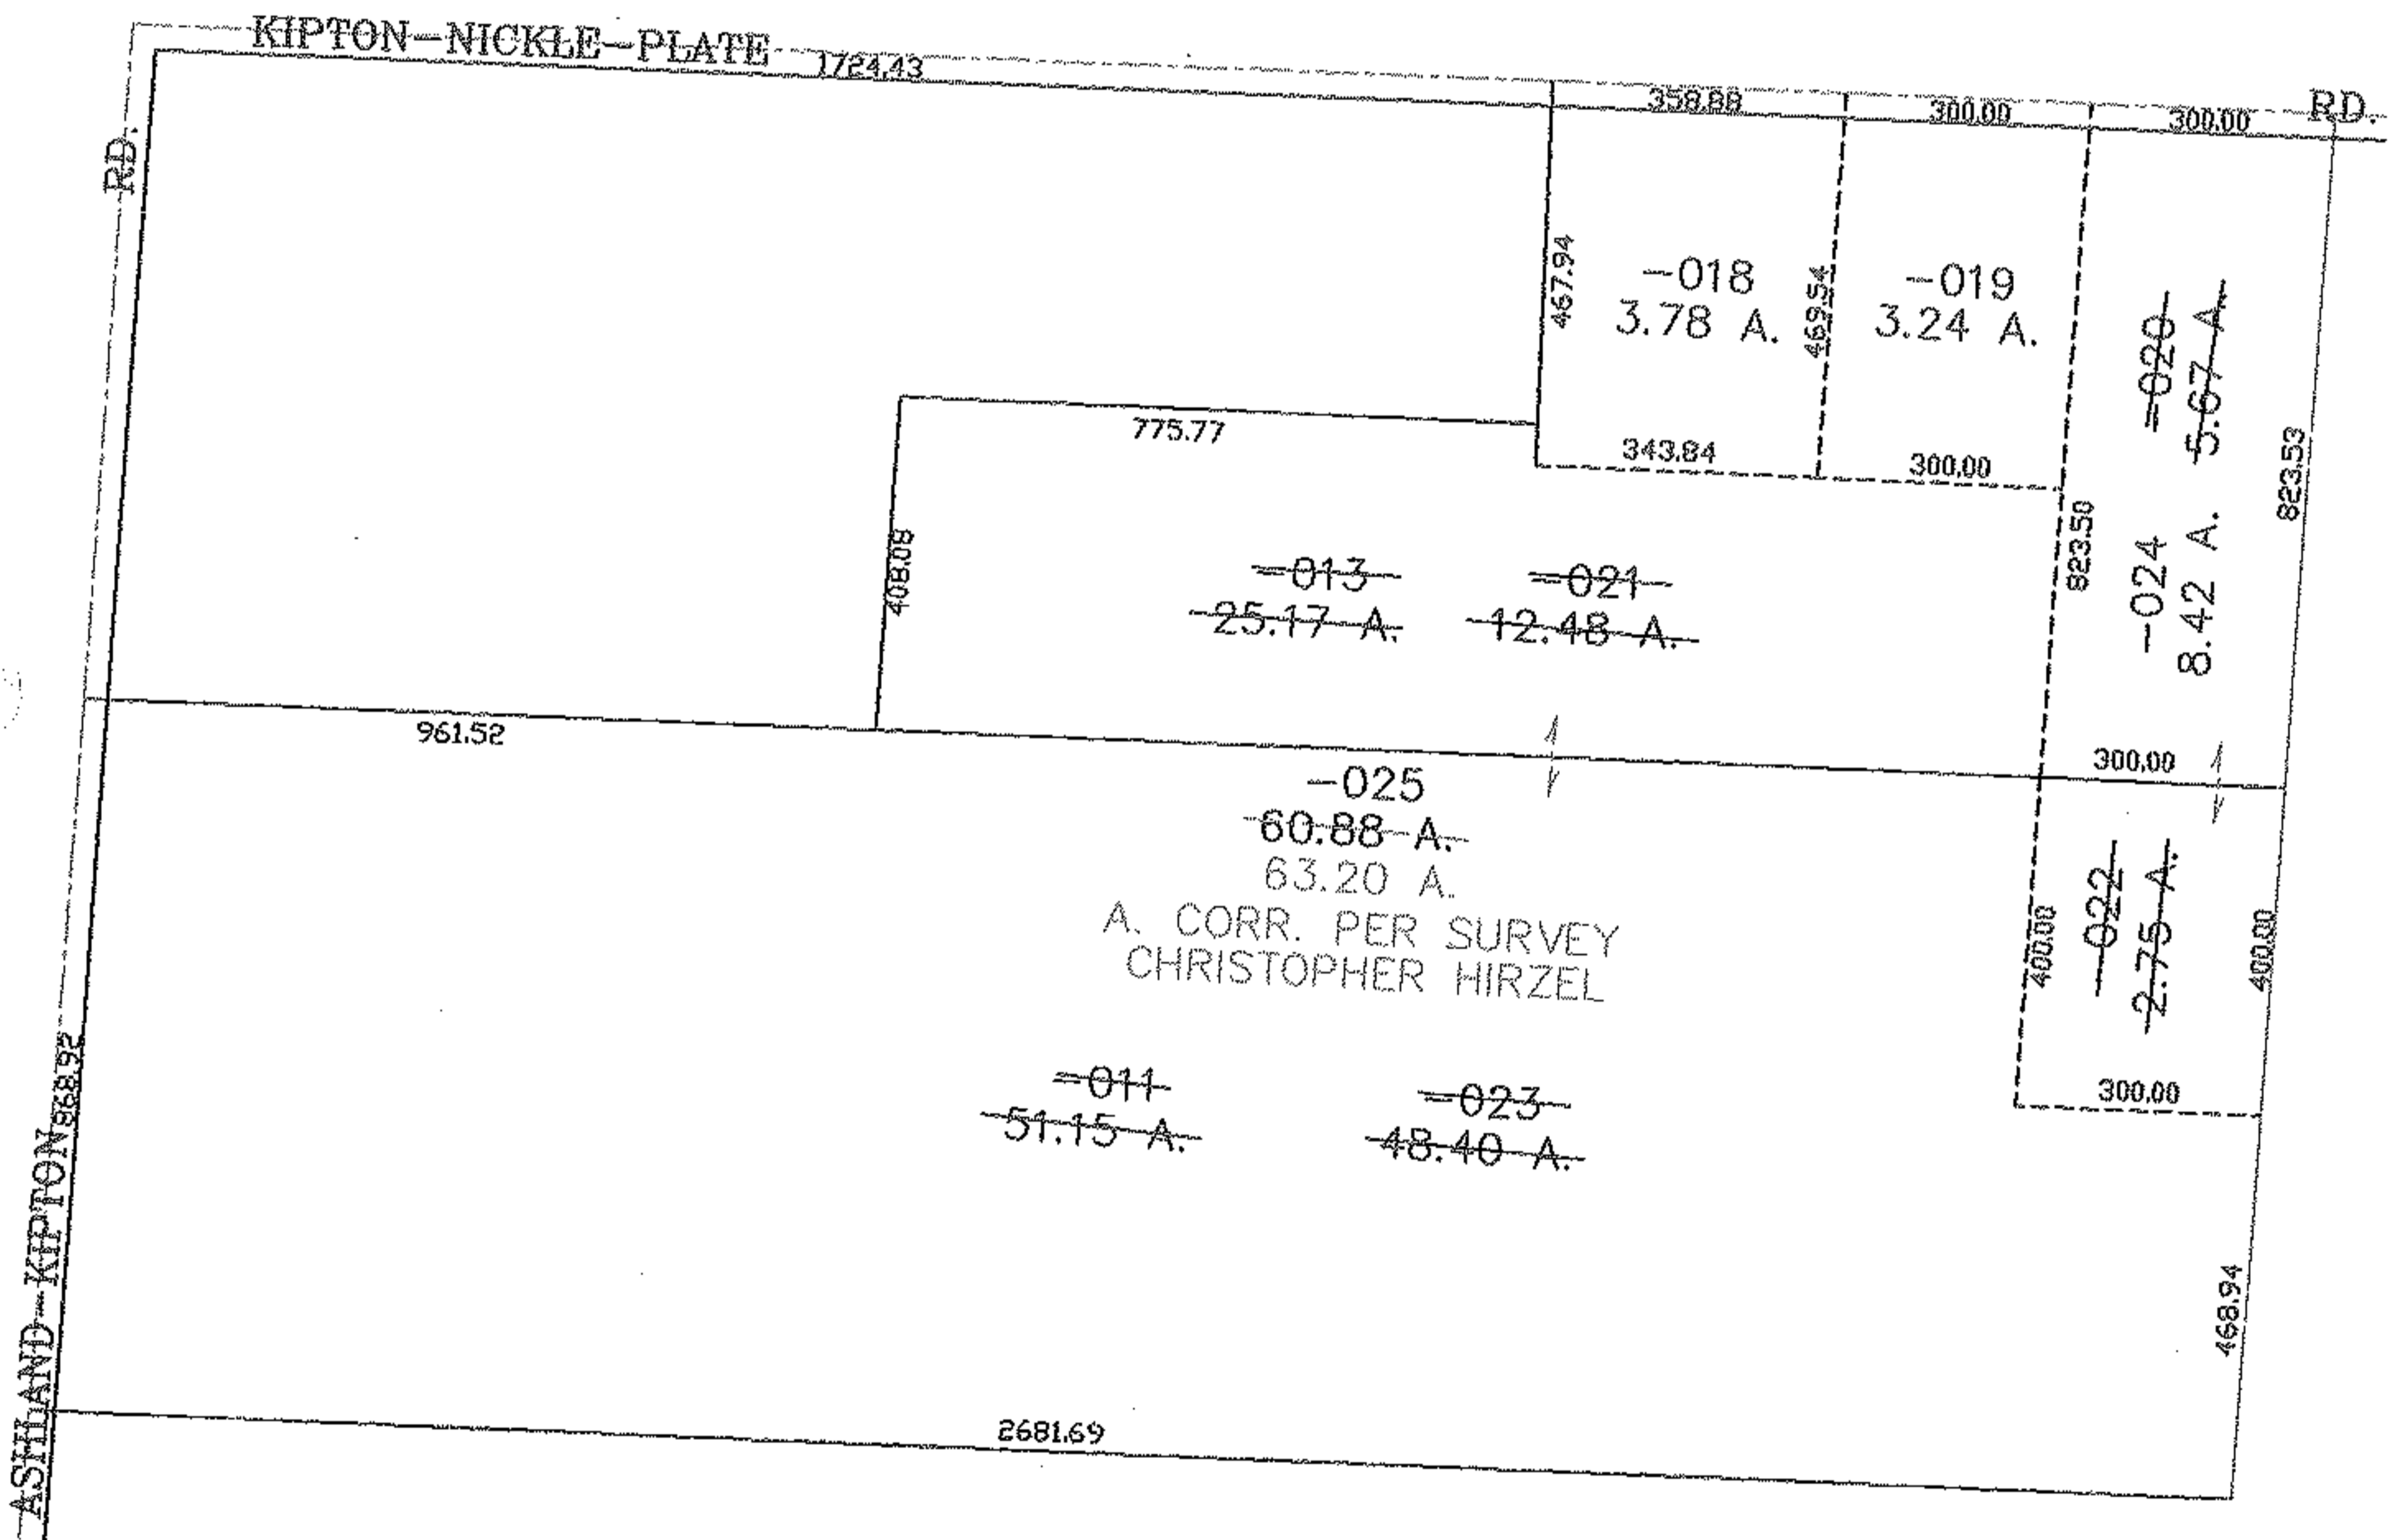 KIPTON-NICKLE-PLATE
RD.
1724.43
358.88
300.00
300.00
RD.
467.94
-018
3.78 A.
469.54
-019
3.24 A.
-020
5.67 A.
823.53
775.77
343.84
300.00
408.08
-013
25.17 A.
-021
12.48 A.
823.50
-024
8.42 A.
961.52
300.00
-025
60.88 A.
63.20 A.
A. CORR. PER SURVEY
CHRISTOPHER HIRZEL
400.00
-022
2.75 A.
400.00
868.92
-011
51.15 A.
-023
48.40 A.
300.00
ASHLAND-KIPTON
468.94
2681.69